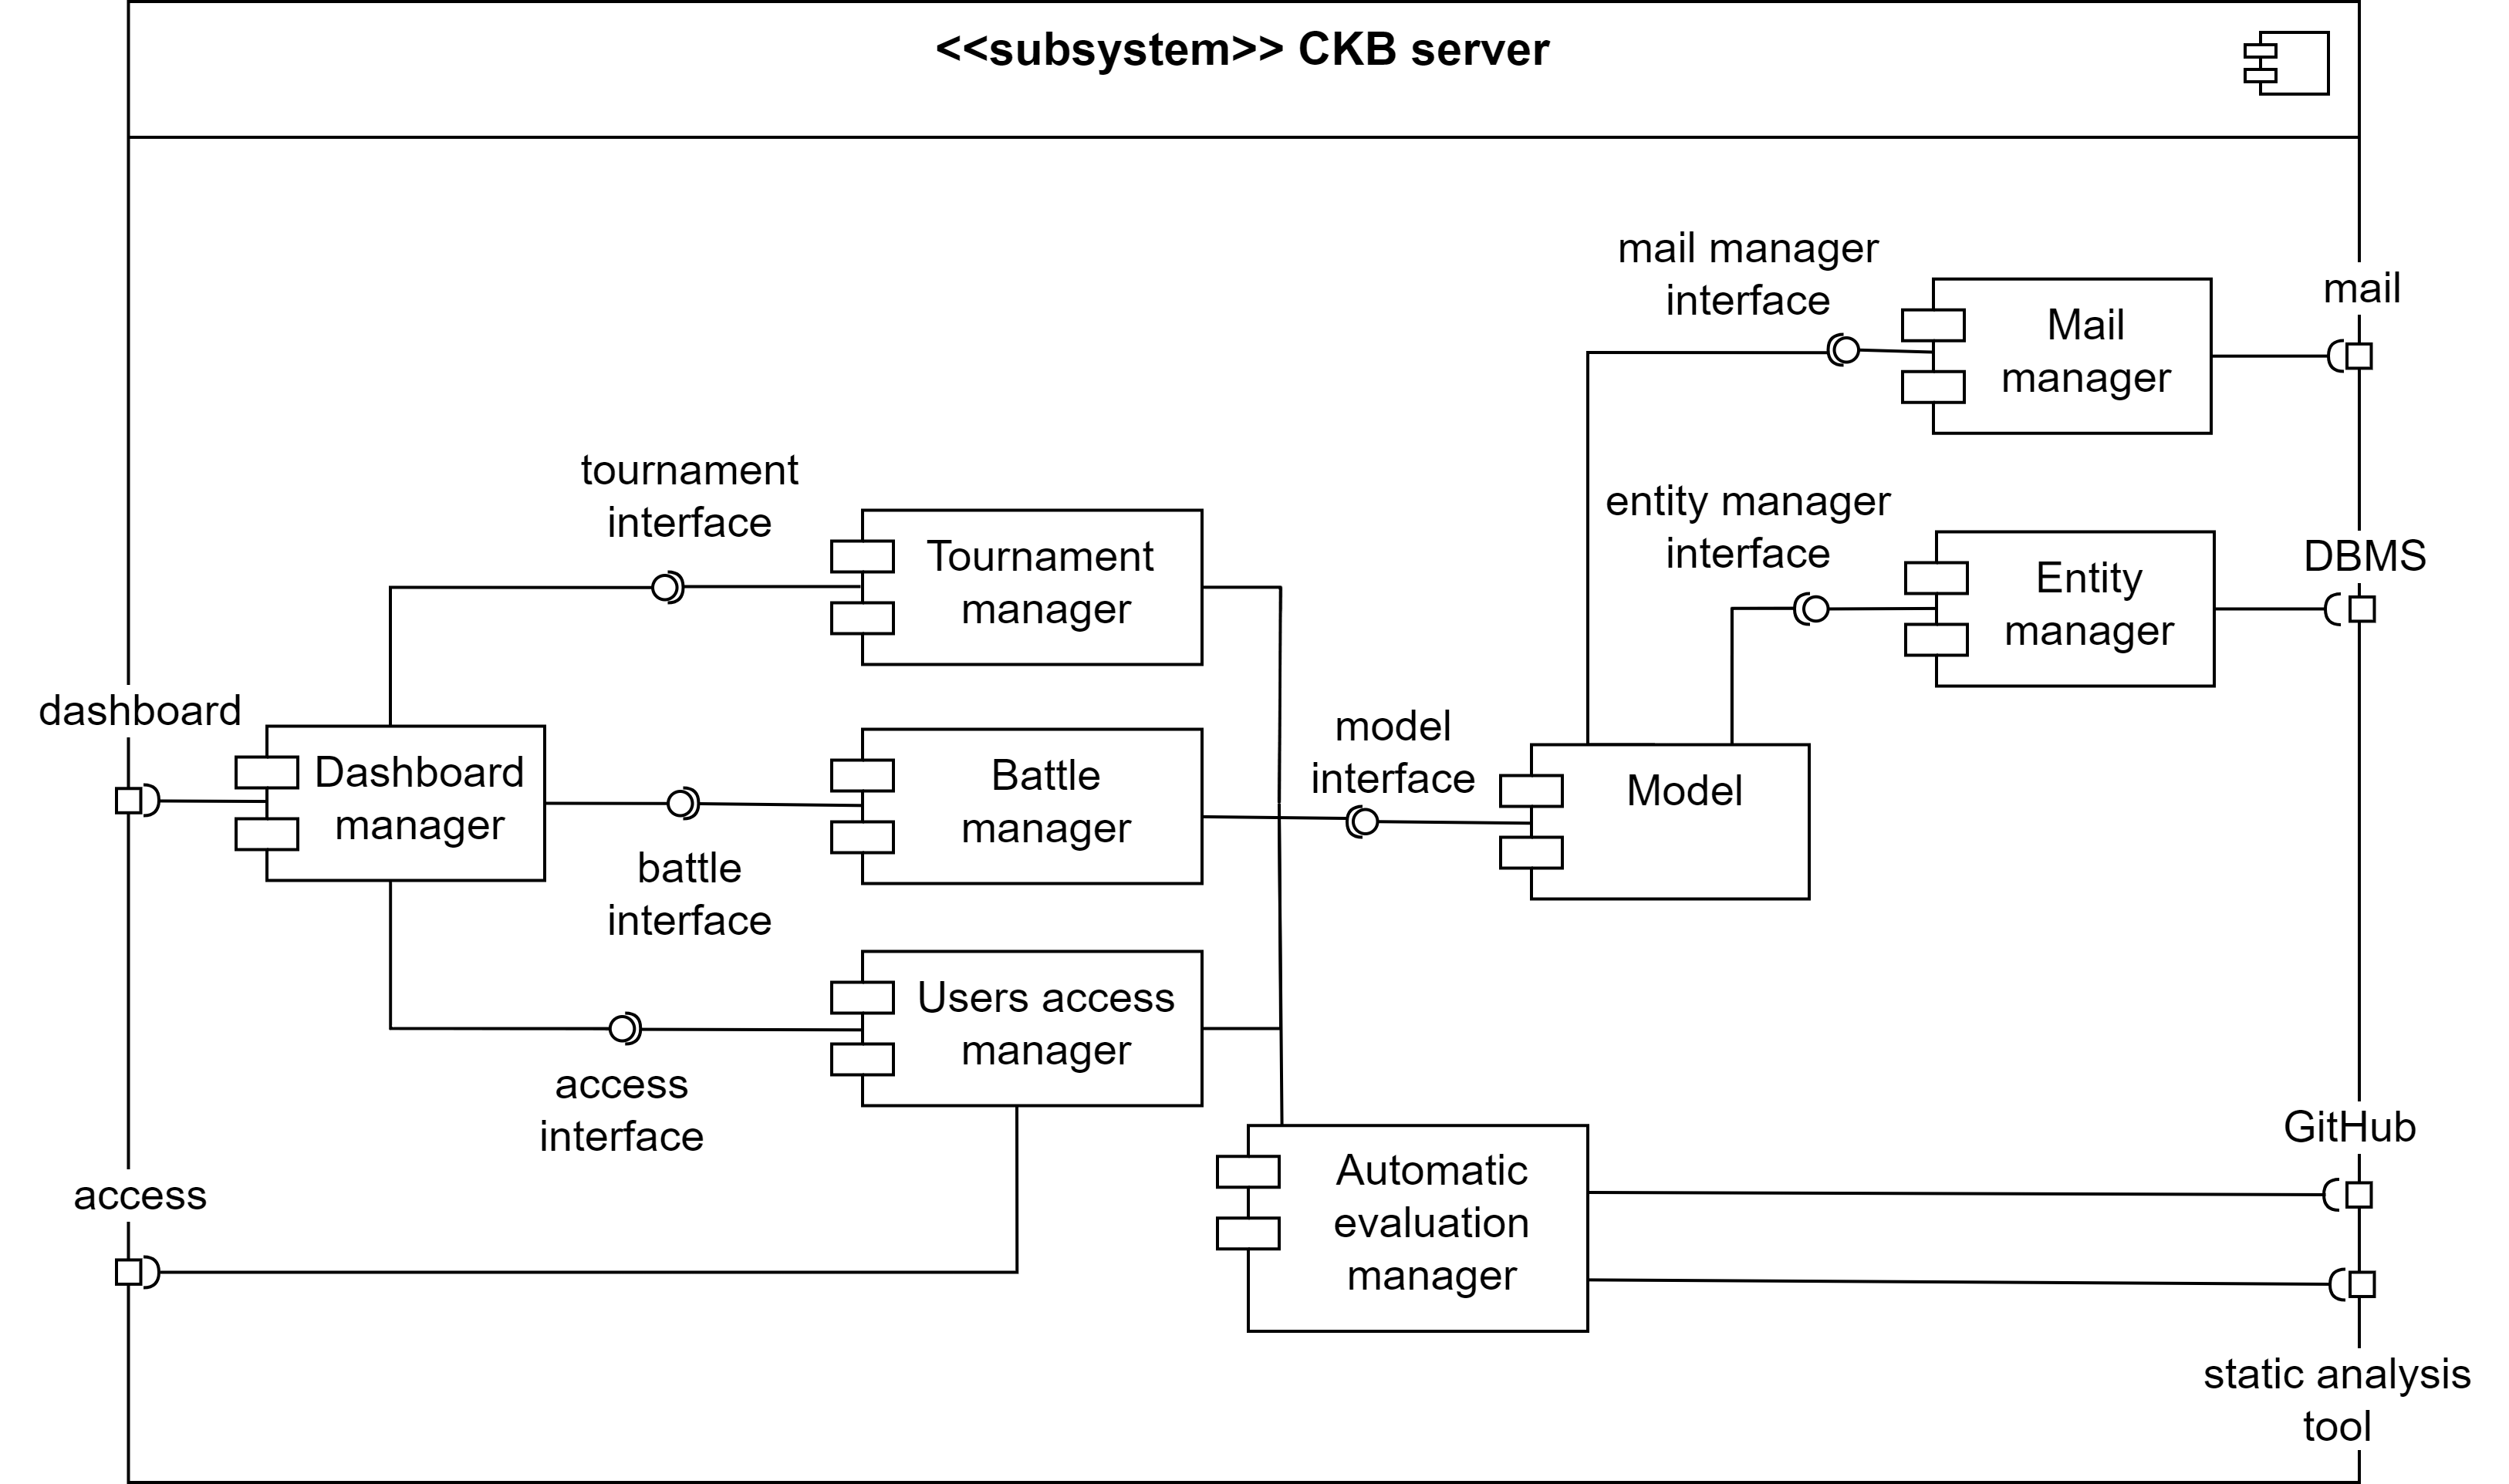 <<subsystem>> CKB server
mail manager
interface
mail
Mail
manager
tournament
interface
entity manager
interface
DBMS
Tournament
manager
Entity
manager
dashboard
Dashboard
manager
Battle
manager
model
interface
Model
battle
interface
Users access
manager
access
interface
access
GitHub
Automatic
evaluation
manager
static analysis
tool